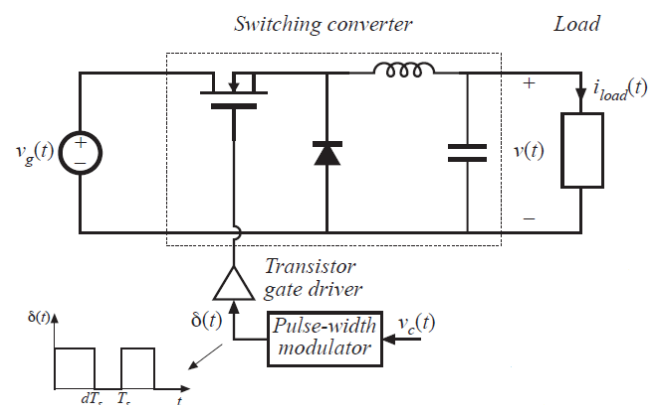 Switching converter
Load
+
i_load(t)
v_g(t)
+
−
v(t)
−
Transistor
gate driver
δ(t)
δ(t)
Pulse-width
modulator
v_c(t)
dT_s T_s t